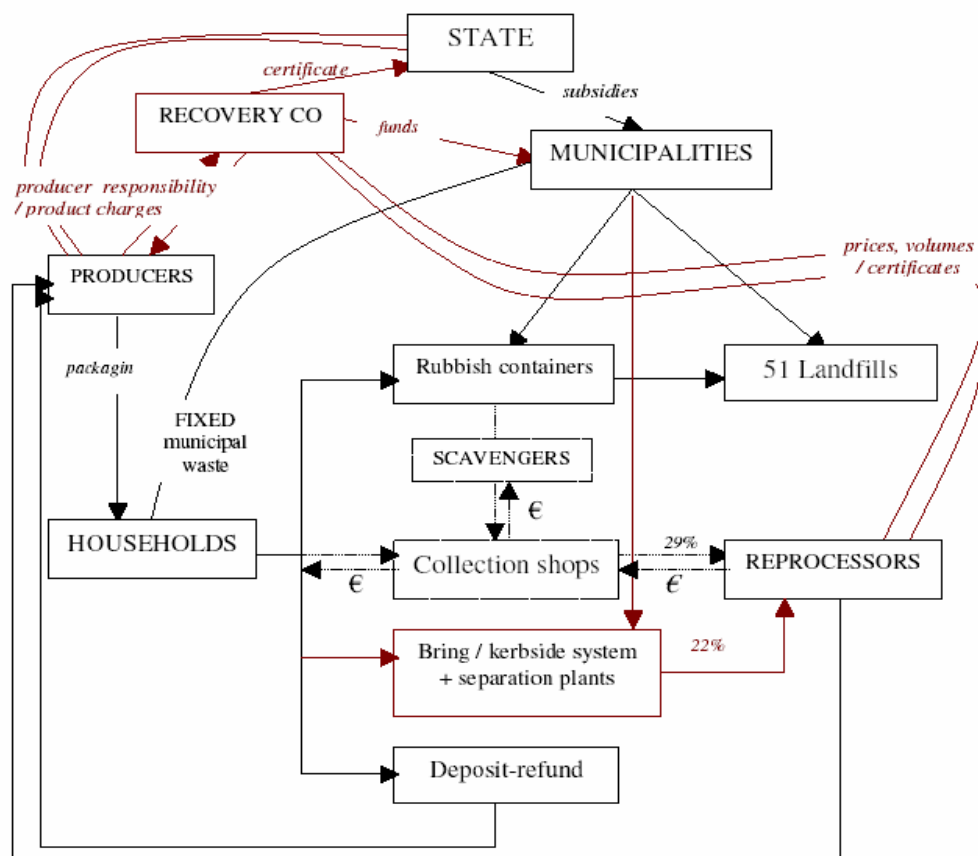 STATE
certificate
subsidies
RECOVERY CO
funds
MUNICIPALITIES
producer responsibility
/ product charges
prices, volumes
/ certificates
PRODUCERS
packagin
Rubbish containers
51 Landfills
FIXED
municipal
waste
SCAVENGERS
€
HOUSEHOLDS
€
Collection shops
29%
€
REPROCESSORS
Bring / kerbside system
+ separation plants
22%
Deposit-refund